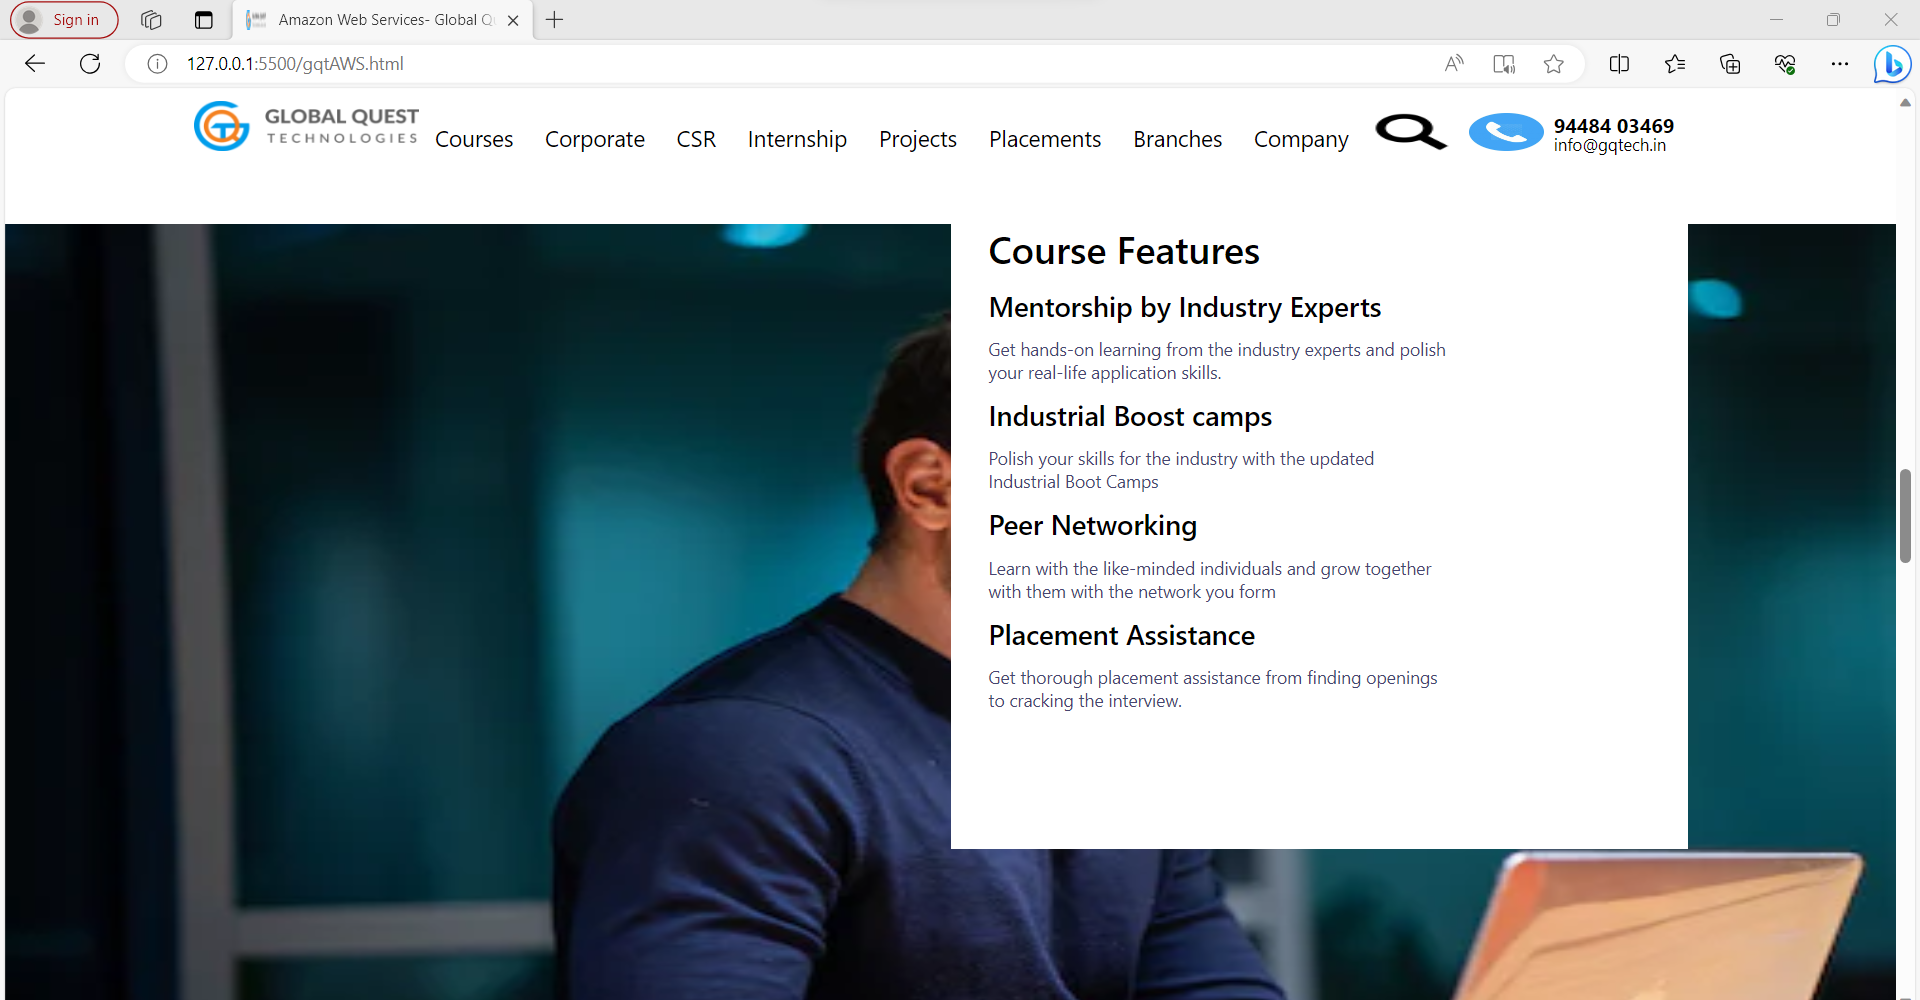 Sign in
Amazon Web Services- Global Q
127.0.0.1:5500/gqtAWS.html
GLOBAL QUEST
TECHNOLOGIES
Courses Corporate CSR Internship Projects Placements Branches Company
94484 03469
info@gqtech.in
Course Features
Mentorship by Industry Experts
Get hands-on learning from the industry experts and polish
your real-life application skills.
Industrial Boost camps
Polish your skills for the industry with the updated
Industrial Boot Camps
Peer Networking
Learn with the like-minded individuals and grow together
with them with the network you form
Placement Assistance
Get thorough placement assistance from finding openings
to cracking the interview.